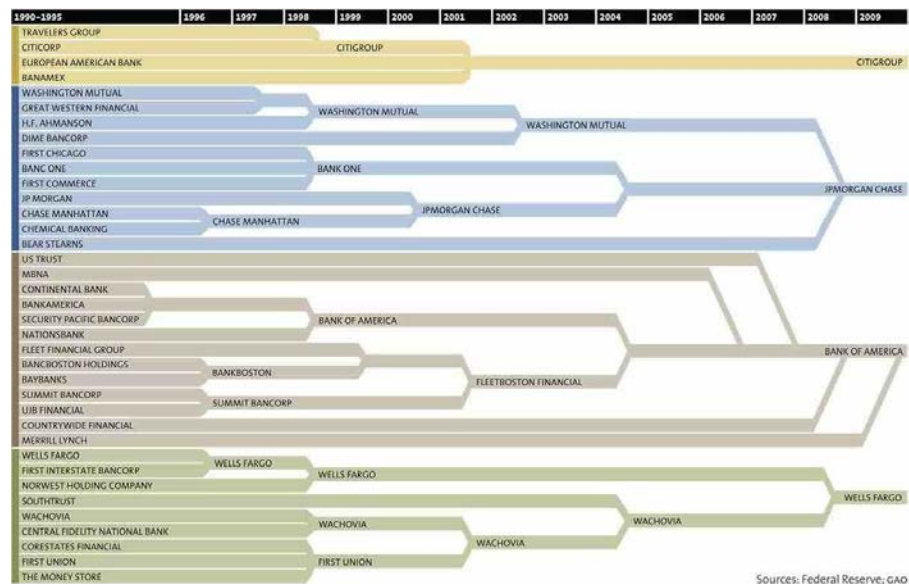 1990–1995 1996 1997 1998 1999 2000 2001 2002 2003 2004 2005 2006 2007 2008 2009
TRAVELERS GROUP
CITICORP CITIGROUP
EUROPEAN AMERICAN BANK CITIGROUP
BANAMEX
WASHINGTON MUTUAL
GREAT WESTERN FINANCIAL WASHINGTON MUTUAL
H.F. AHMANSON WASHINGTON MUTUAL
DIME BANCORP
FIRST CHICAGO
BANC ONE BANK ONE
FIRST COMMERCE JPMORGAN CHASE
JP MORGAN
CHASE MANHATTAN CHASE MANHATTAN JPMORGAN CHASE
CHEMICAL BANKING
BEAR STEARNS
US TRUST
MBNA
CONTINENTAL BANK
BANKAMERICA
SECURITY PACIFIC BANCORP BANK OF AMERICA
NATIONSBANK
FLEET FINANCIAL GROUP BANK OF AMERICA
BANCBOSTON HOLDINGS BANKBOSTON
BAYBANKS FLEETBOSTON FINANCIAL
SUMMIT BANCORP SUMMIT BANCORP
UJB FINANCIAL
COUNTRYWIDE FINANCIAL
MERRILL LYNCH
WELLS FARGO WELLS FARGO
FIRST INTERSTATE BANCORP WELLS FARGO
NORWEST HOLDING COMPANY
SOUTHTRUST WELLS FARGO
WACHOVIA WACHOVIA WACHOVIA
CENTRAL FIDELITY NATIONAL BANK
CORESTATES FINANCIAL WACHOVIA
FIRST UNION FIRST UNION
THE MONEY STORE
Sources: Federal Reserve; GAO